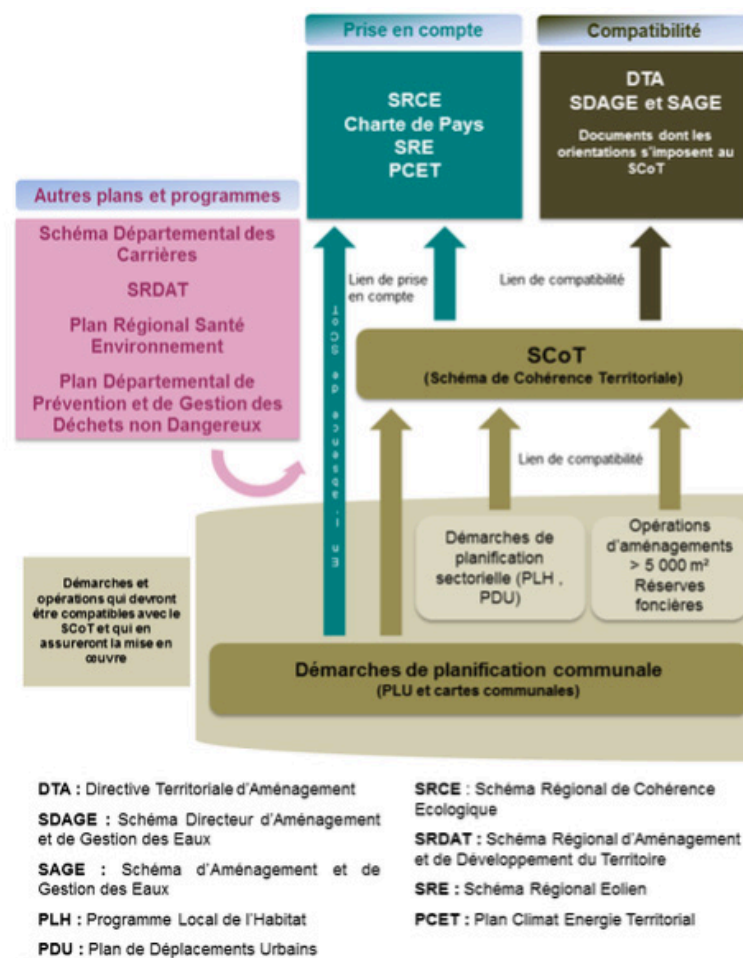 Prise en compte
Compatibilité
SRCE
Charte de Pays
SRE
PCET
DTA
SDAGE et SAGE
Documents dont les
orientations s'imposent au
SCoT
Autres plans et programmes
Schéma Départemental des
Carrières
SRDAT
Plan Régional Santé
Environnement
Plan Départemental de
Prévention et de Gestion des
Déchets non Dangereux
Lien de prise
en compte
Lien de compatibilité
SCoT
(Schéma de Cohérence Territoriale)
l'absence de SCoT
Lien de compatibilité
Démarches de
planification
sectorielle (PLH ,
PDU)
Opérations
d'aménagements
> 5 000 m²
Réserves
foncières
Démarches et
opérations qui devront
être compatibles avec le
SCoT et qui en
assureront la mise en
œuvre
Démarches de planification communale
(PLU et cartes communales)
DTA : Directive Territoriale d'Aménagement
SDAGE : Schéma Directeur d'Aménagement
et de Gestion des Eaux
SAGE : Schéma d'Aménagement et de
Gestion des Eaux
PLH : Programme Local de l'Habitat
PDU : Plan de Déplacements Urbains
SRCE : Schéma Régional de Cohérence
Ecologique
SRDAT : Schéma Régional d'Aménagement
et de Développement du Territoire
SRE : Schéma Régional Eolien
PCET : Plan Climat Energie Territorial